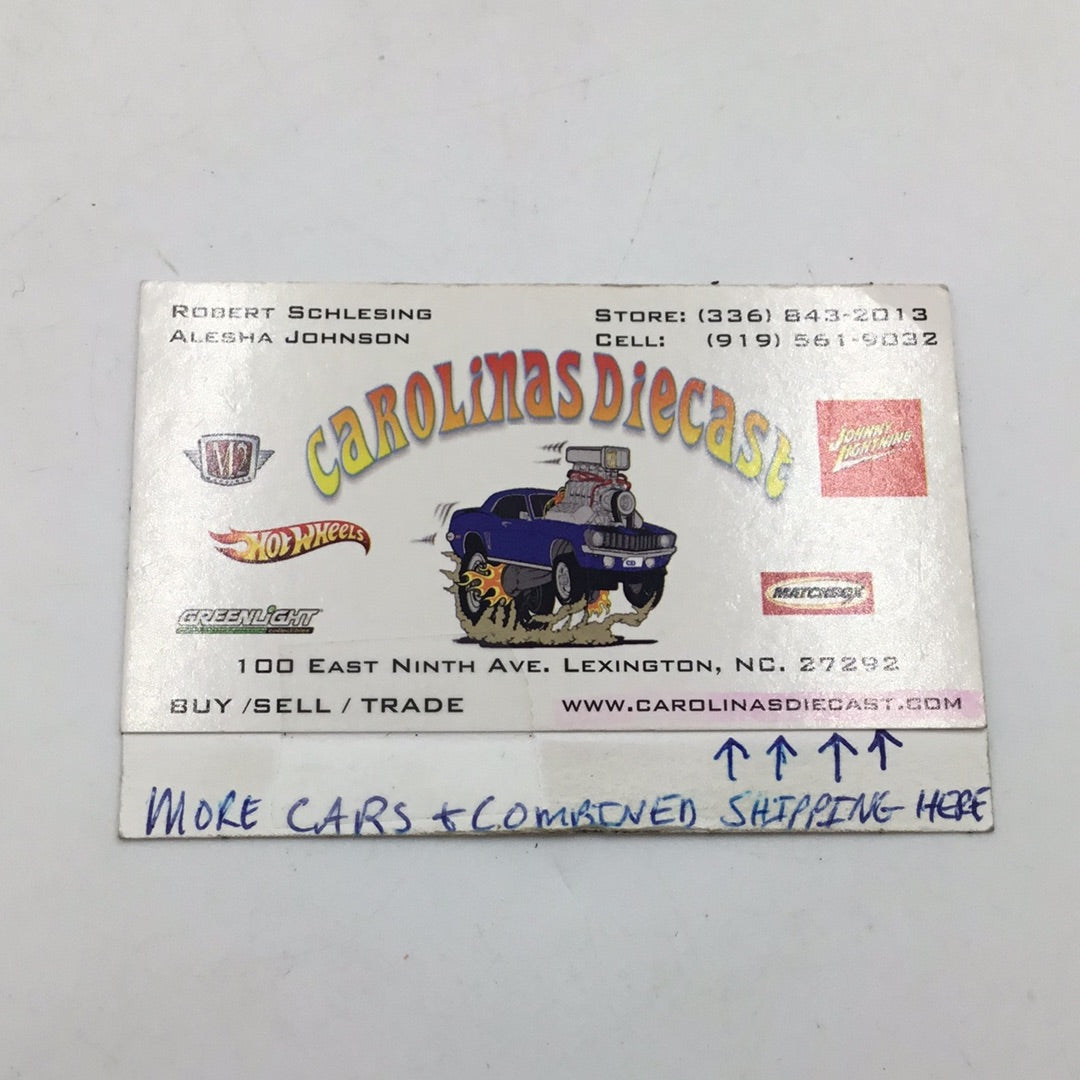 ROBERT SCHLESING
ALESHA JOHNSON
STORE: (336) 843-2013
CELL: (919) 561-9032
CAROLINAS DIECAST
M2
JOHNNY LIGHTNING
HOT WHEELS
GREENLIGHT
MATCHBOX
100 EAST NINTH AVE. LEXINGTON, NC. 27292
BUY /SELL / TRADE
WWW.CAROLINASDIECAST.COM
MORE CARS + COMBINED SHIPPING HERE